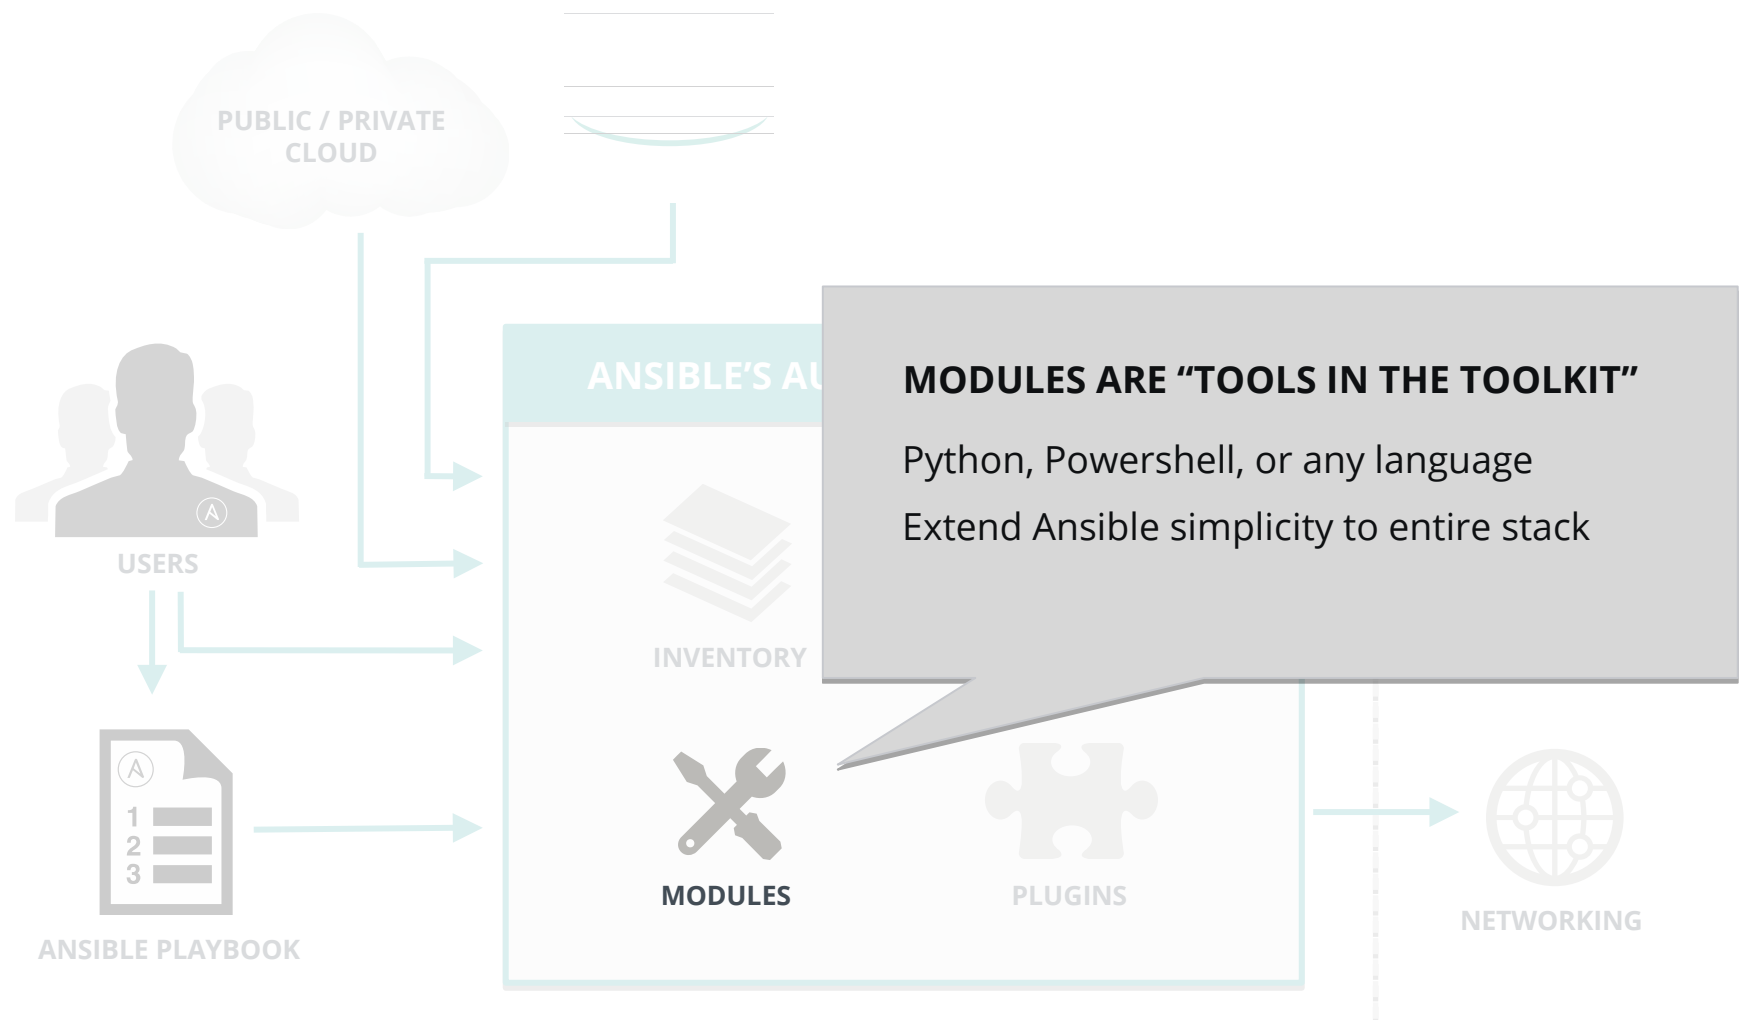 PUBLIC / PRIVATE
CLOUD
ANSIBLE’S
MODULES ARE “TOOLS IN THE TOOLKIT”
Python, Powershell, or any language
Extend Ansible simplicity to entire stack
USERS
INVENTORY
1
2
3
MODULES
PLUGINS
NETWORKING
ANSIBLE PLAYBOOK